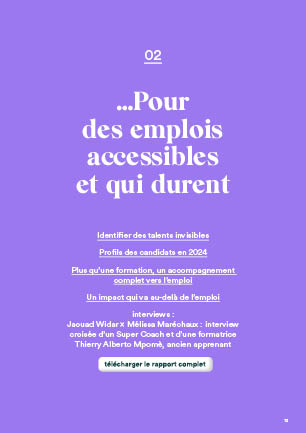 02
...Pour
des emplois
accessibles
et qui durent
Identifier des talents invisibles
Profils des candidats en 2024
Plus qu'une formation, un accompagnement
complet vers l'emploi
Un impact qui va au-delà de l'emploi
interviews :
Jaouad Widar x Mélissa Maréchaux : interview
croisée d'un Super Coach et d'une formatrice
Thierry Alberto Mpomè, ancien apprenant
télécharger le rapport complet